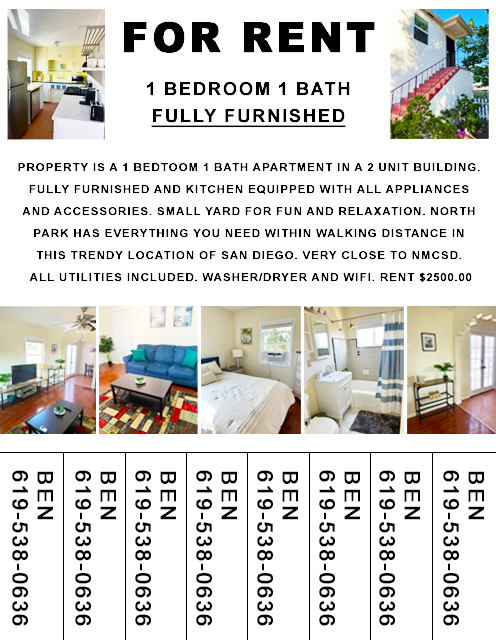 FOR RENT
1 BEDROOM 1 BATH
FULLY FURNISHED
PROPERTY IS A 1 BEDTOOM 1 BATH APARTMENT IN A 2 UNIT BUILDING.
FULLY FURNISHED AND KITCHEN EQUIPPED WITH ALL APPLIANCES
AND ACCESSORIES. SMALL YARD FOR FUN AND RELAXATION. NORTH
PARK HAS EVERYTHING YOU NEED WITHIN WALKING DISTANCE IN
THIS TRENDY LOCATION OF SAN DIEGO. VERY CLOSE TO NMCSD.
ALL UTILITIES INCLUDED. WASHER/DRYER AND WIFI. RENT $2500.00
BEN
619-538-0636
BEN
619-538-0636
BEN
619-538-0636
BEN
619-538-0636
BEN
619-538-0636
BEN
619-538-0636
BEN
619-538-0636
BEN
619-538-0636